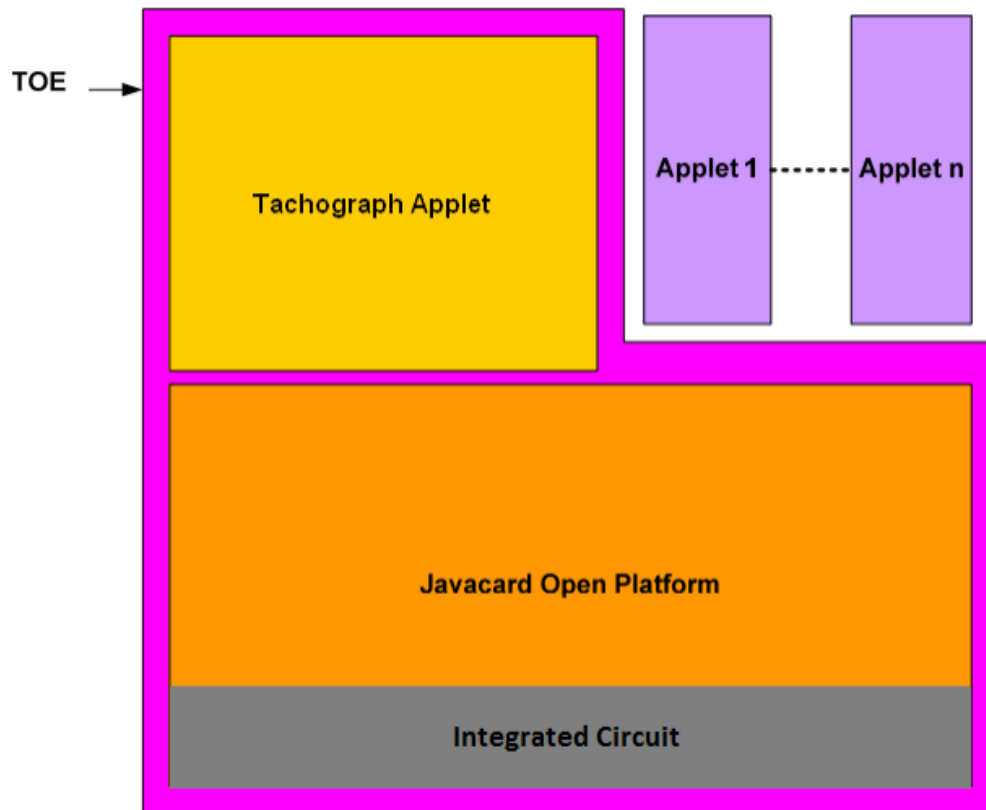 TOE
Tachograph Applet
Applet 1
Applet n
Javacard Open Platform
Integrated Circuit